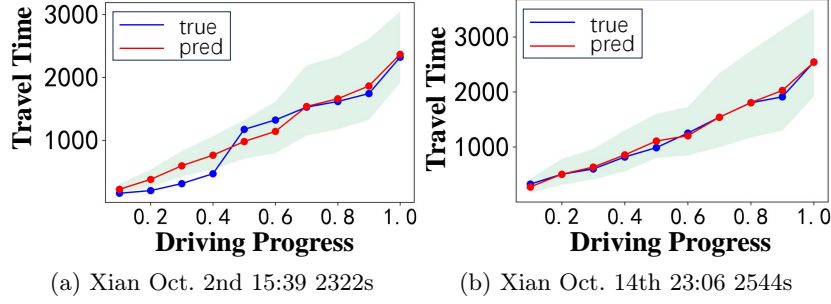 3000
2000
1000
Travel Time
true
pred
0.2 0.4 0.6 0.8 1.0
Driving Progress
(a) Xian Oct. 2nd 15:39 2322s
3000
2000
1000
Travel Time
true
pred
0.2 0.4 0.6 0.8 1.0
Driving Progress
(b) Xian Oct. 14th 23:06 2544s